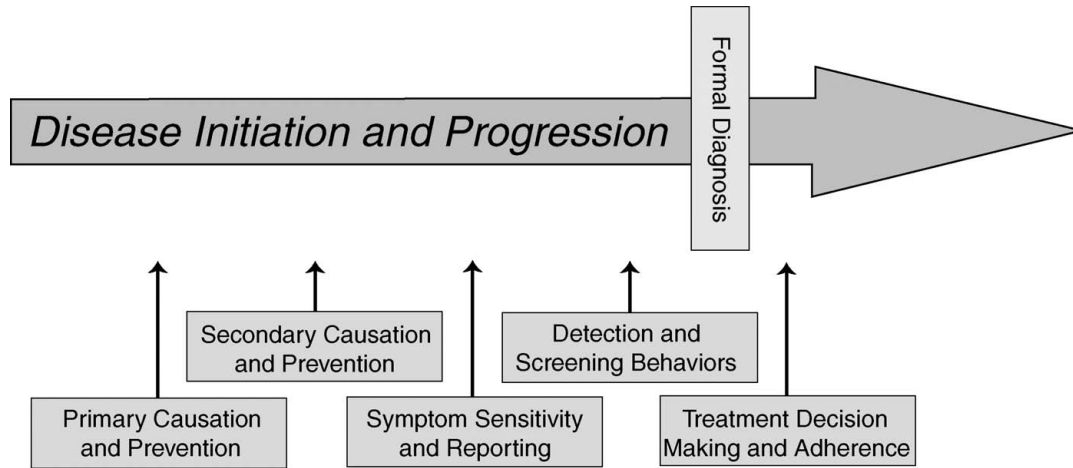 Disease Initiation and Progression
Formal Diagnosis
Secondary Causation
and Prevention
Detection and
Screening Behaviors
Primary Causation
and Prevention
Symptom Sensitivity
and Reporting
Treatment Decision
Making and Adherence